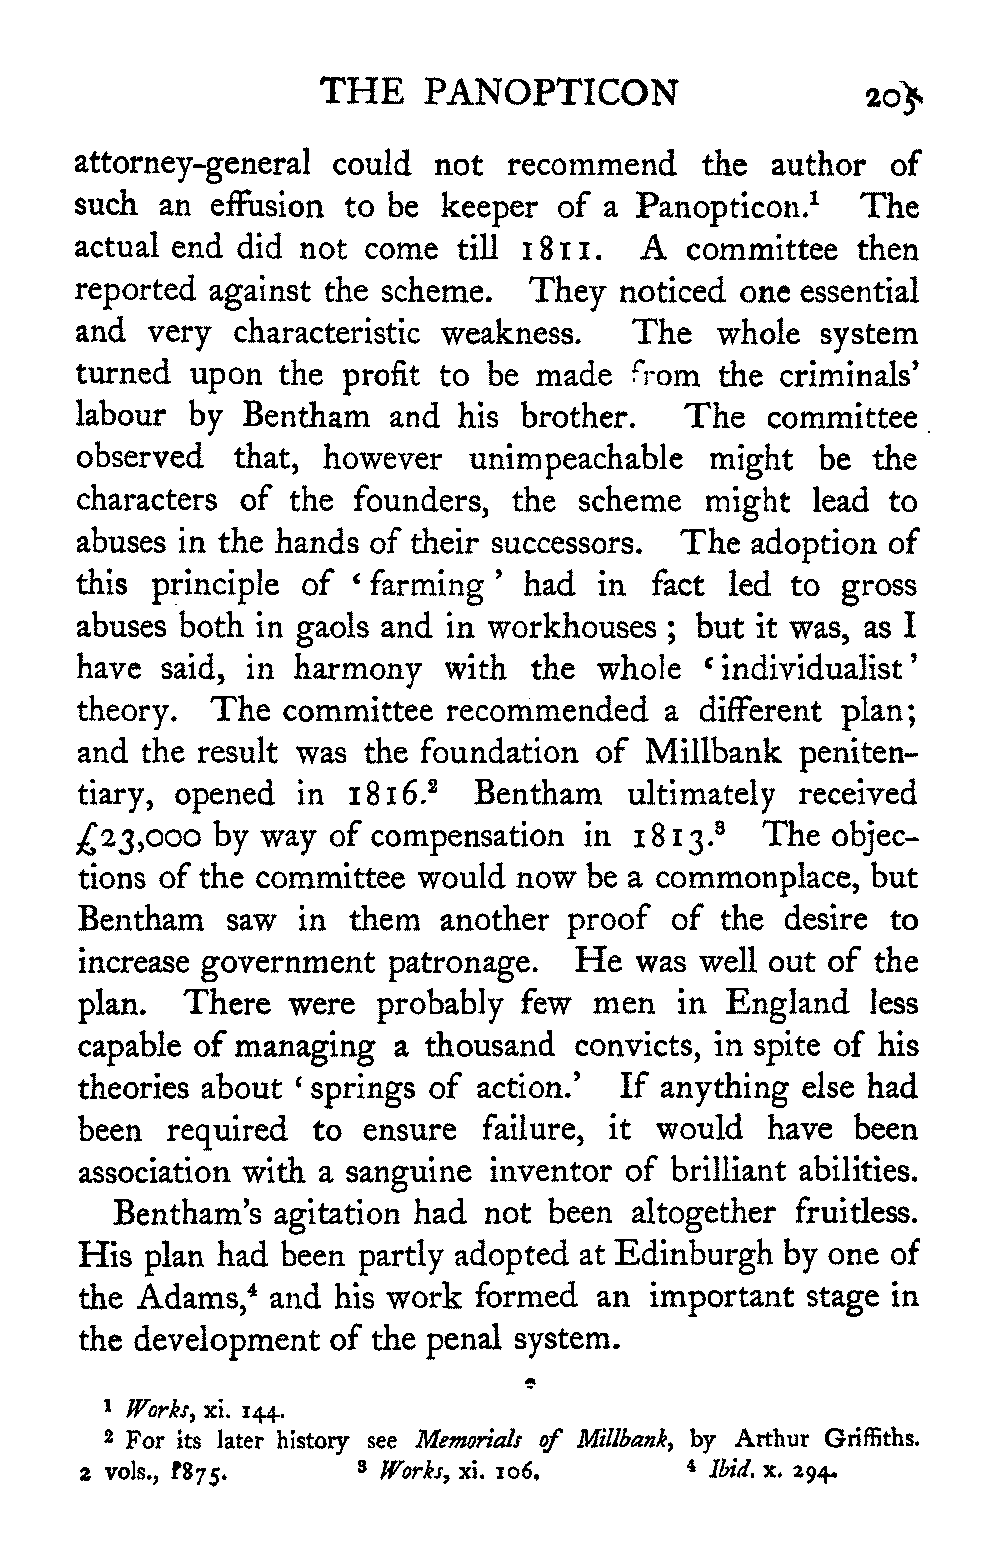 THE PANOPTICON 205
attorney-general could not recommend the author of
such an effusion to be keeper of a Panopticon.¹ The
actual end did not come till 1811. A committee then
reported against the scheme. They noticed one essential
and very characteristic weakness. The whole system
turned upon the profit to be made from the criminals'
labour by Bentham and his brother. The committee
observed that, however unimpeachable might be the
characters of the founders, the scheme might lead to
abuses in the hands of their successors. The adoption of
this principle of ‘farming’ had in fact led to gross
abuses both in gaols and in workhouses; but it was, as I
have said, in harmony with the whole ‘individualist’
theory. The committee recommended a different plan;
and the result was the foundation of Millbank peniten-
tiary, opened in 1816.² Bentham ultimately received
£23,000 by way of compensation in 1813.³ The objec-
tions of the committee would now be a commonplace, but
Bentham saw in them another proof of the desire to
increase government patronage. He was well out of the
plan. There were probably few men in England less
capable of managing a thousand convicts, in spite of his
theories about ‘springs of action.’ If anything else had
been required to ensure failure, it would have been
association with a sanguine inventor of brilliant abilities.
Bentham's agitation had not been altogether fruitless.
His plan had been partly adopted at Edinburgh by one of
the Adams,⁴ and his work formed an important stage in
the development of the penal system.
¹ Works, xi. 144.
² For its later history see Memorials of Millbank, by Arthur Griffiths.
2 vols., 1875. ³ Works, xi. 106. ⁴ Ibid. x. 294.